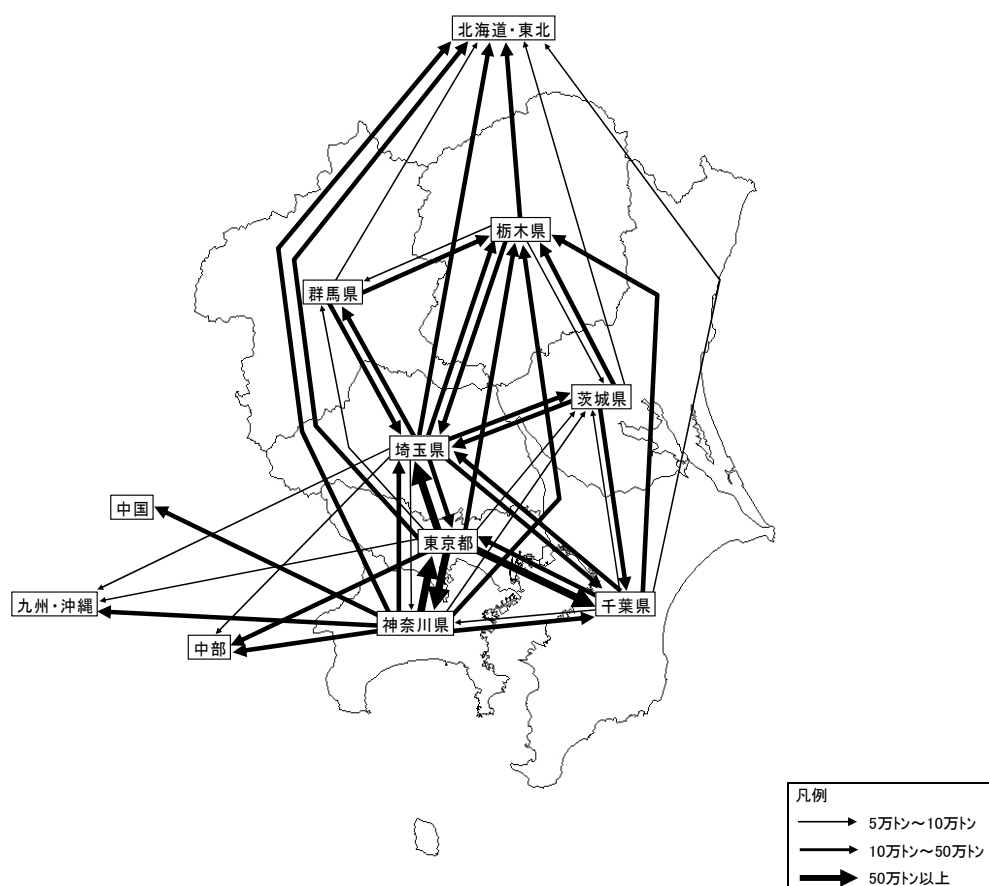 北海道・東北
栃木県
群馬県
茨城県
埼玉県
中国
東京都
九州・沖縄
千葉県
神奈川県
中部
凡例
5万トン～10万トン
10万トン～50万トン
50万トン以上